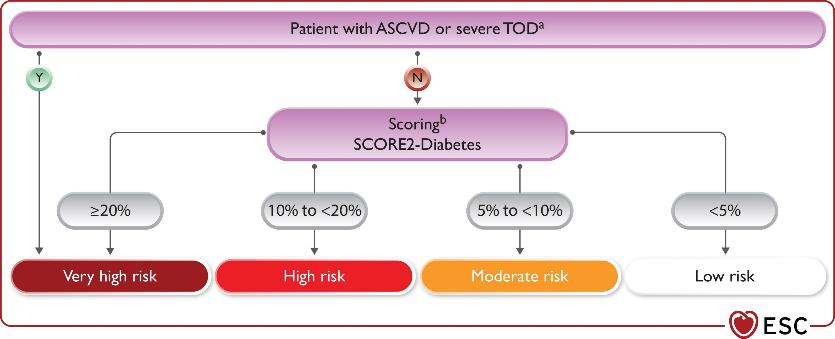 Patient with ASCVD or severe TODᵃ
Y
N
Scoringᵇ
SCORE2-Diabetes
≥20%
10% to <20%
5% to <10%
<5%
Very high risk
High risk
Moderate risk
Low risk
ESC